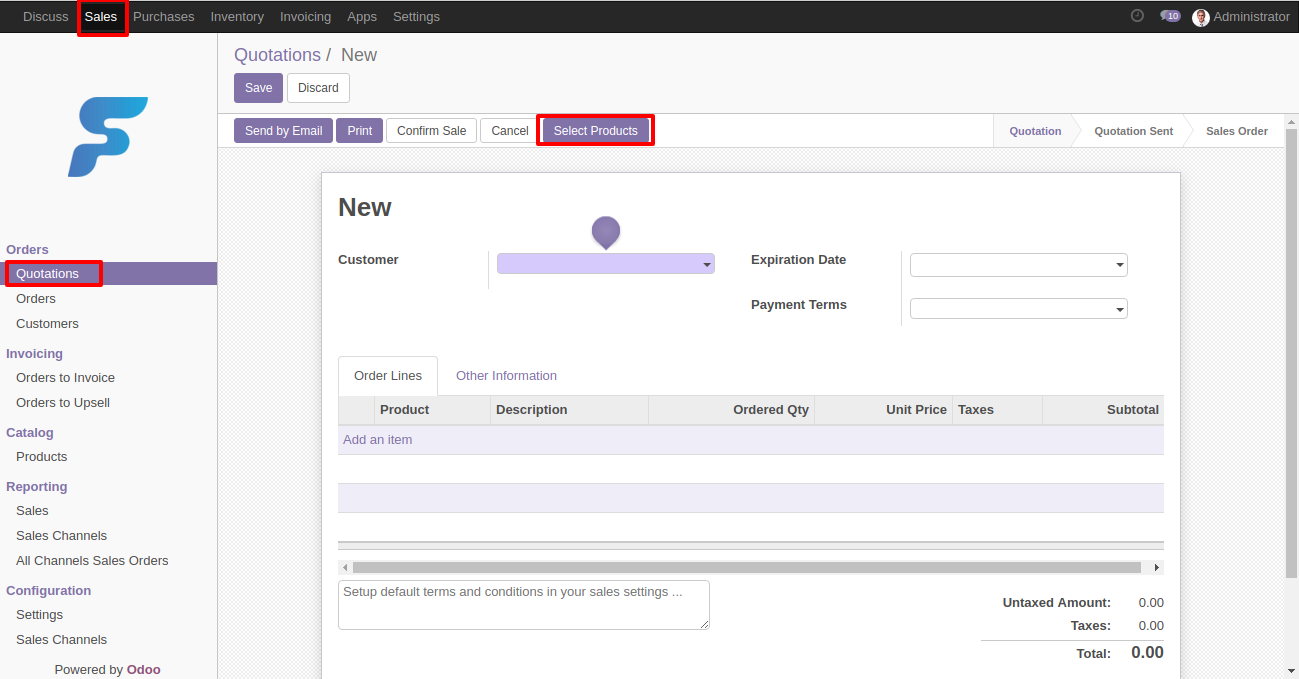 Discuss Sales Purchases Inventory Invoicing Apps Settings 10 Administrator
Quotations / New
Save Discard
Send by Email Print Confirm Sale Cancel Select Products Quotation Quotation Sent Sales Order
Orders
Quotations
Orders
Customers
Invoicing
Orders to Invoice
Orders to Upsell
Catalog
Products
Reporting
Sales
Sales Channels
All Channels Sales Orders
Configuration
Settings
Sales Channels
Powered by Odoo
New
Customer
Expiration Date
Payment Terms
Order Lines Other Information
Product Description Ordered Qty Unit Price Taxes Subtotal
Add an item
Setup default terms and conditions in your sales settings ...
Untaxed Amount: 0.00
Taxes: 0.00
Total: 0.00